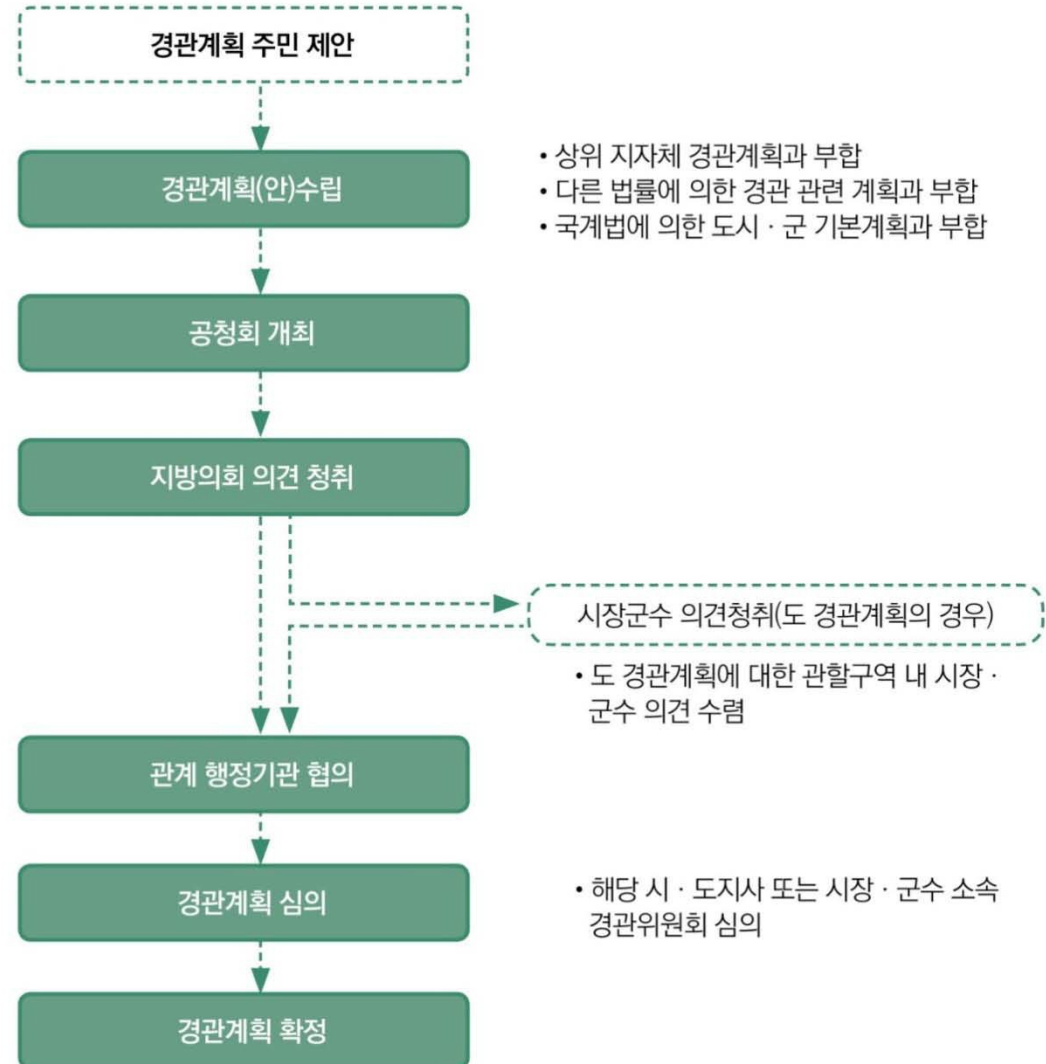 경관계획 주민 제안
경관계획(안)수립
• 상위 지자체 경관계획과 부합
• 다른 법률에 의한 경관 관련 계획과 부합
• 국계법에 의한 도시 · 군 기본계획과 부합
공청회 개최
지방의회 의견 청취
시장군수 의견청취(도 경관계획의 경우)
• 도 경관계획에 대한 관할구역 내 시장 ·
군수 의견 수렴
관계 행정기관 협의
경관계획 심의
• 해당 시 · 도지사 또는 시장 · 군수 소속
경관위원회 심의
경관계획 확정